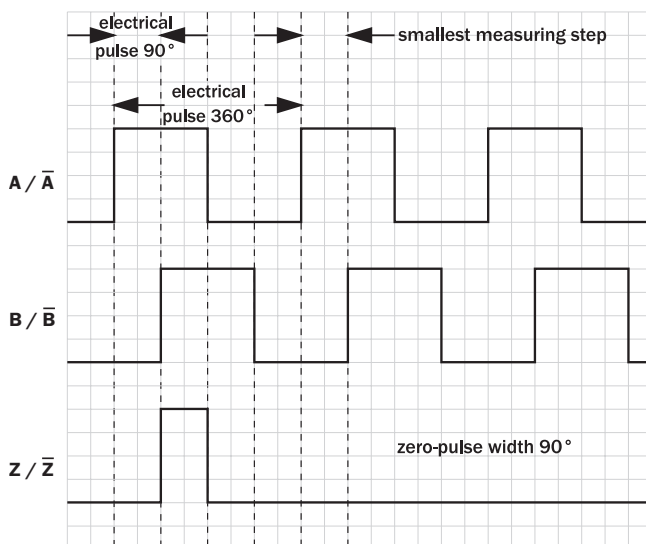 electrical
pulse 90°
smallest measuring step
electrical
pulse 360°
A / A̅
B / B̅
Z / Z̅
zero-pulse width 90°